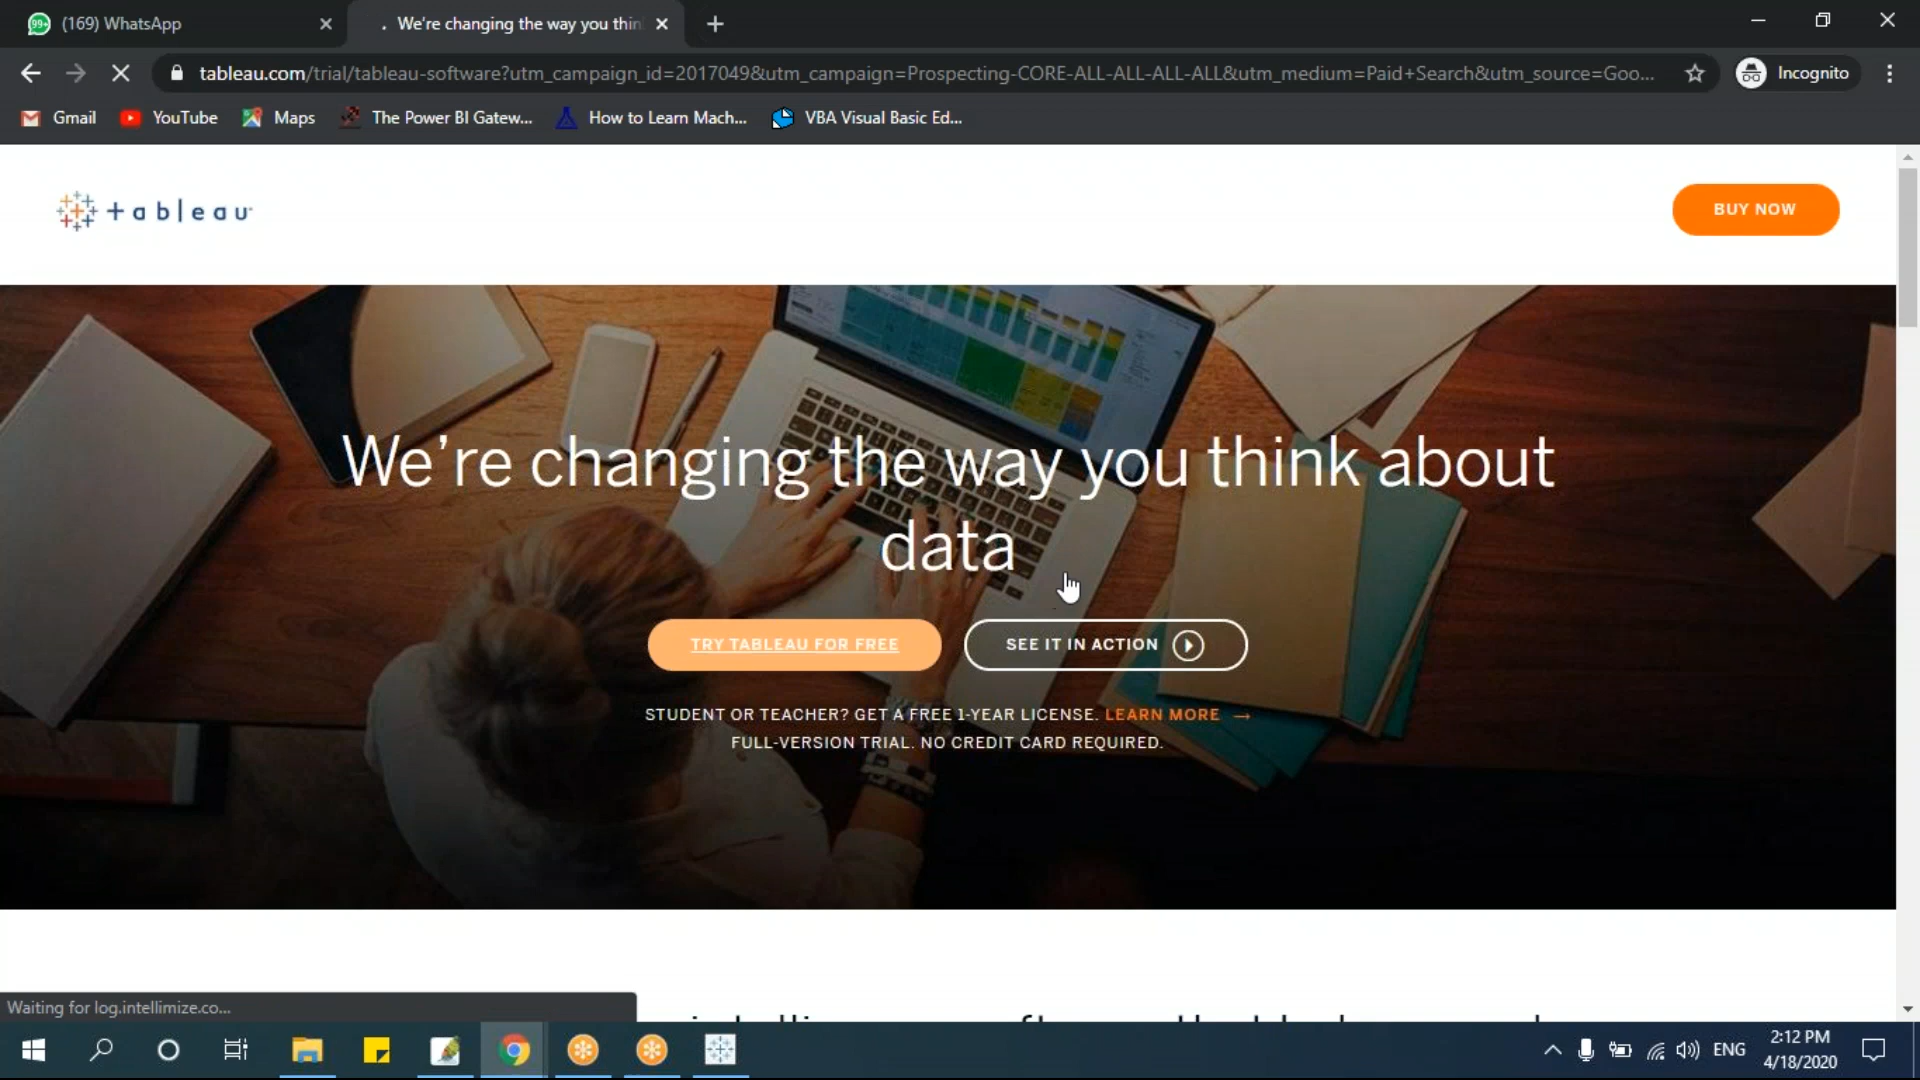 (169) WhatsApp
We're changing the way you thin
tableau.com/trial/tableau-software?utm_campaign_id=2017049&utm_campaign=Prospecting-CORE-ALL-ALL-ALL-ALL&utm_medium=Paid+Search&utm_source=Goo...
Incognito
Gmail
YouTube
Maps
The Power BI Gatew...
How to Learn Mach...
VBA Visual Basic Ed...
+ableau
BUY NOW
We're changing the way you think about
data
TRY TABLEAU FOR FREE
SEE IT IN ACTION
STUDENT OR TEACHER? GET A FREE 1-YEAR LICENSE. LEARN MORE →
FULL-VERSION TRIAL. NO CREDIT CARD REQUIRED.
Waiting for log.intellimize.co...
ENG
2:12 PM
4/18/2020